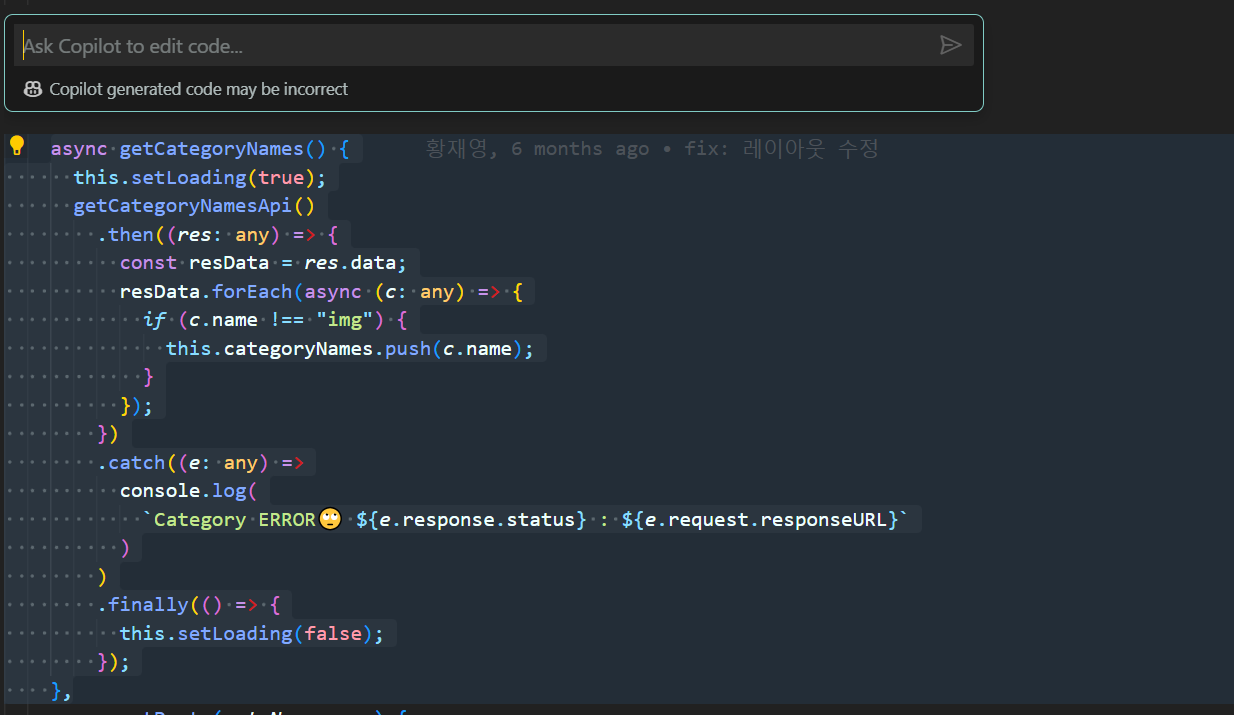 Ask Copilot to edit code...
Copilot generated code may be incorrect
async getCategoryNames() { 황재영, 6 months ago • fix: 레이아웃 수정
this.setLoading(true);
getCategoryNamesApi()
.then((res: any) => {
const resData = res.data;
resData.forEach(async (c: any) => {
if (c.name !== "img") {
this.categoryNames.push(c.name);
}
});
})
.catch((e: any) =>
console.log(
`Category ERROR🙄 ${e.response.status} : ${e.request.responseURL}`
)
)
.finally(() => {
this.setLoading(false);
});
},